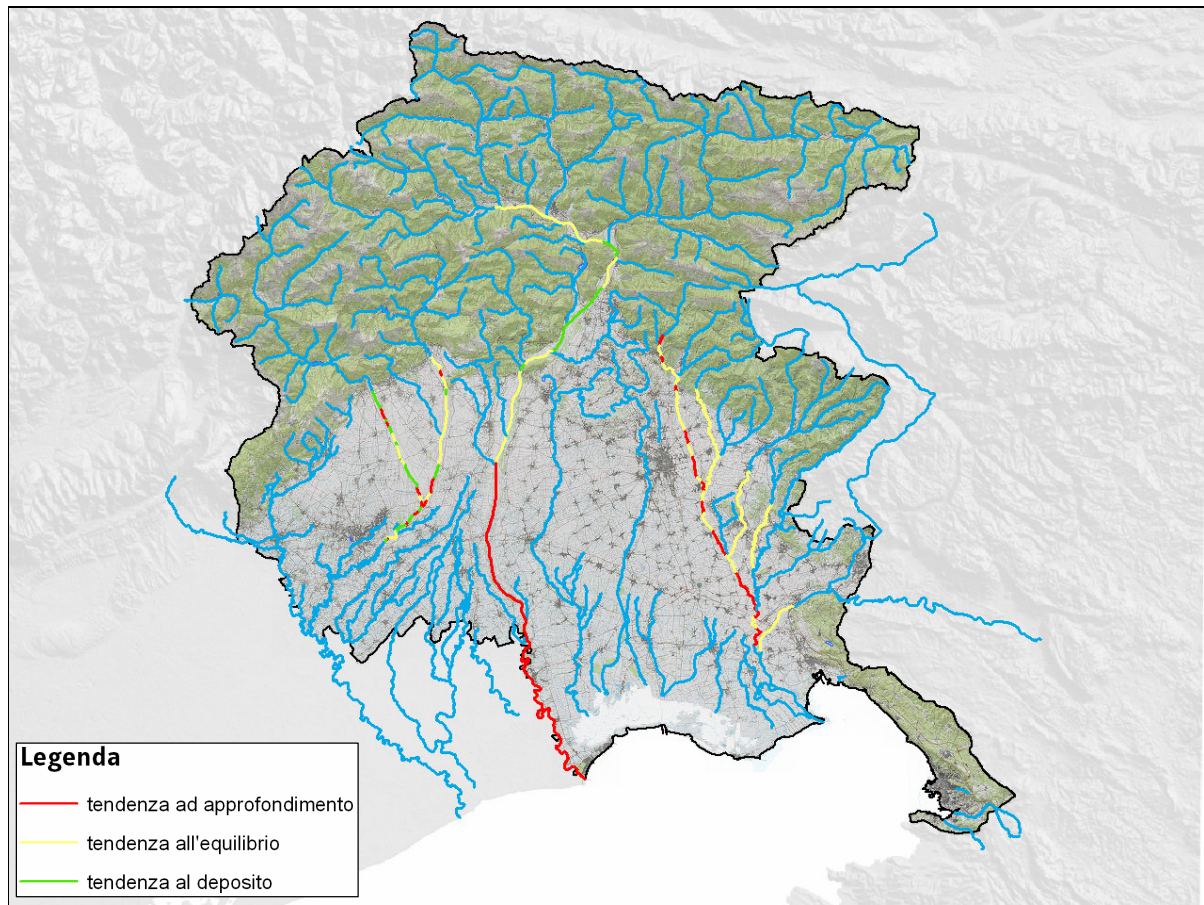 Legenda
tendenza ad approfondimento
tendenza all'equilibrio
tendenza al deposito